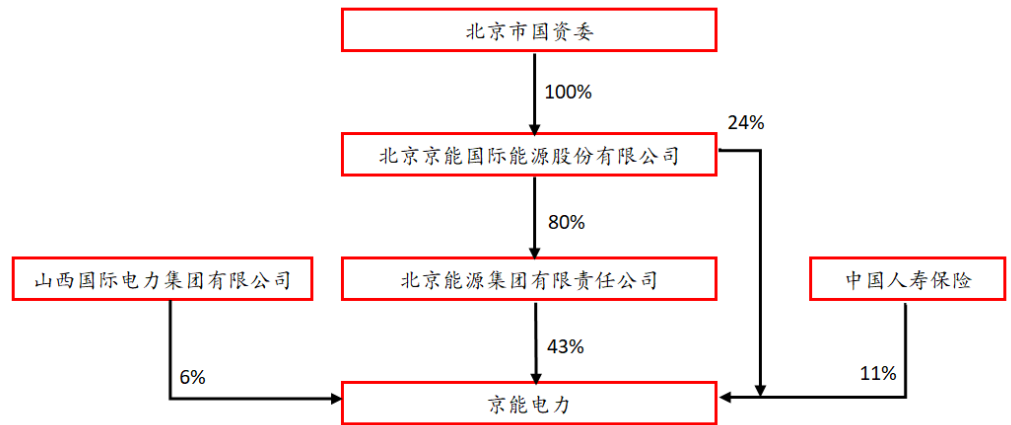 北京市国资委
100%
24%
北京京能国际能源股份有限公司
80%
山西国际电力集团有限公司
北京能源集团有限责任公司
中国人寿保险
43%
6%
11%
京能电力